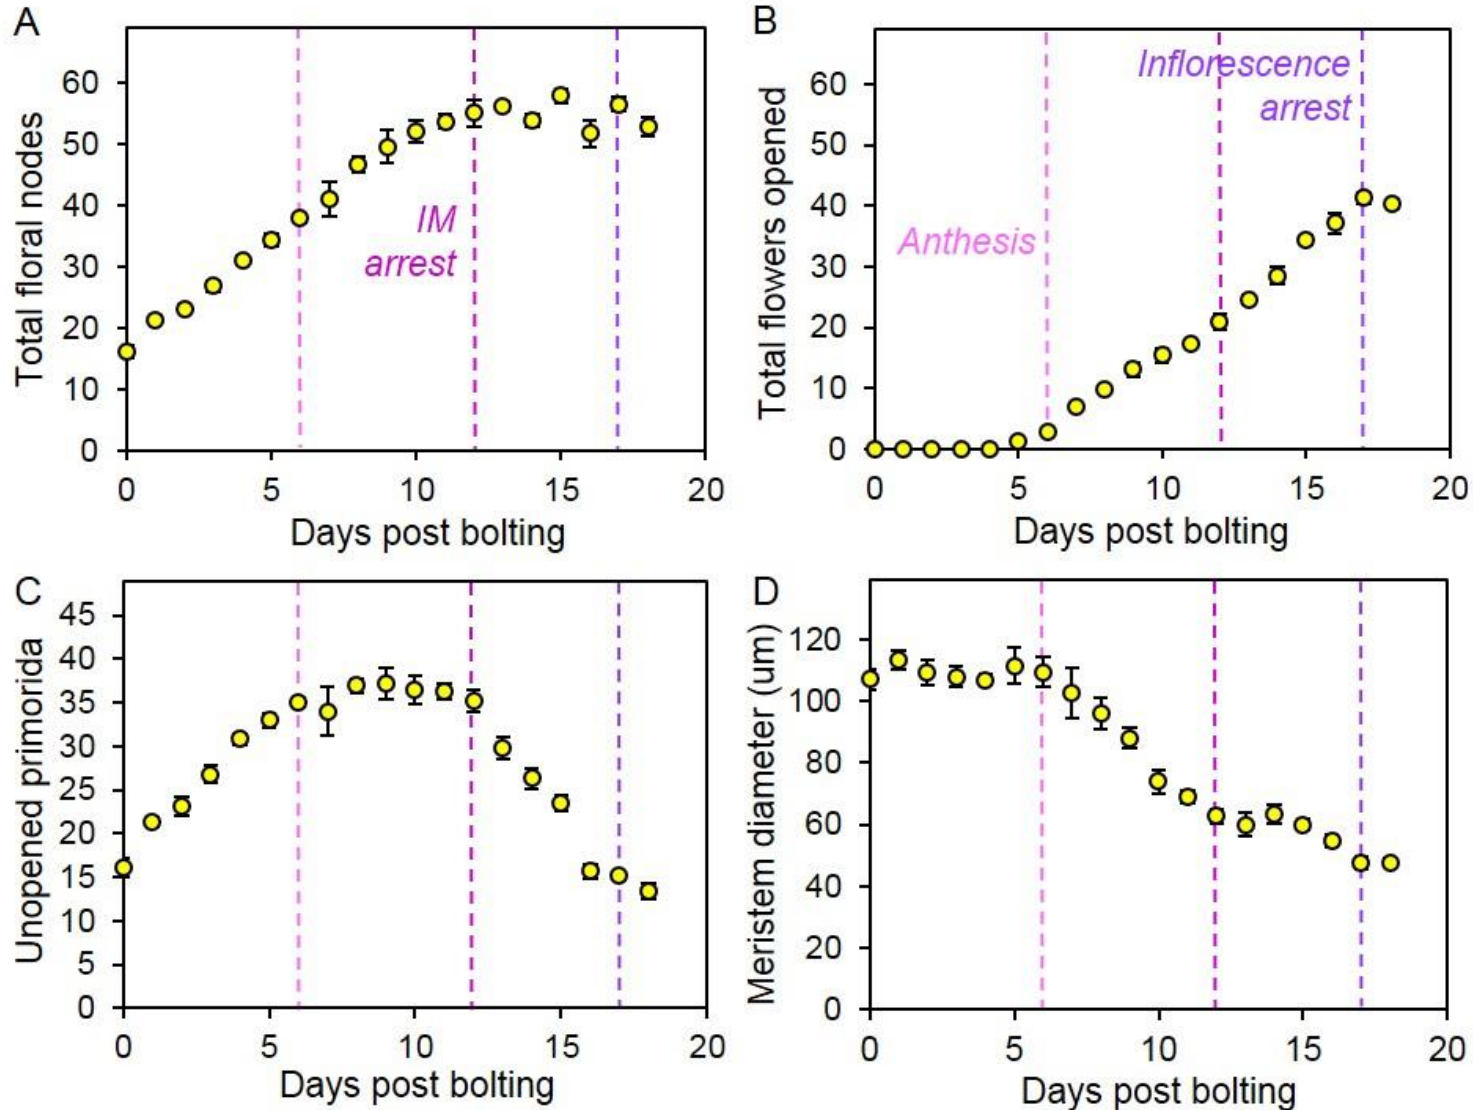 A
Total floral nodes
60
50
40
30
20
10
0
IM
arrest
0 5 10 15 20
Days post bolting
B
Total flowers opened
60
50
40
30
20
10
0
Inflorescence
arrest
Anthesis
0 5 10 15 20
Days post bolting
C
Unopened primorida
45
40
35
30
25
20
15
10
5
0
0 5 10 15 20
Days post bolting
D
Meristem diameter (um)
120
100
80
60
40
20
0
0 5 10 15 20
Days post bolting